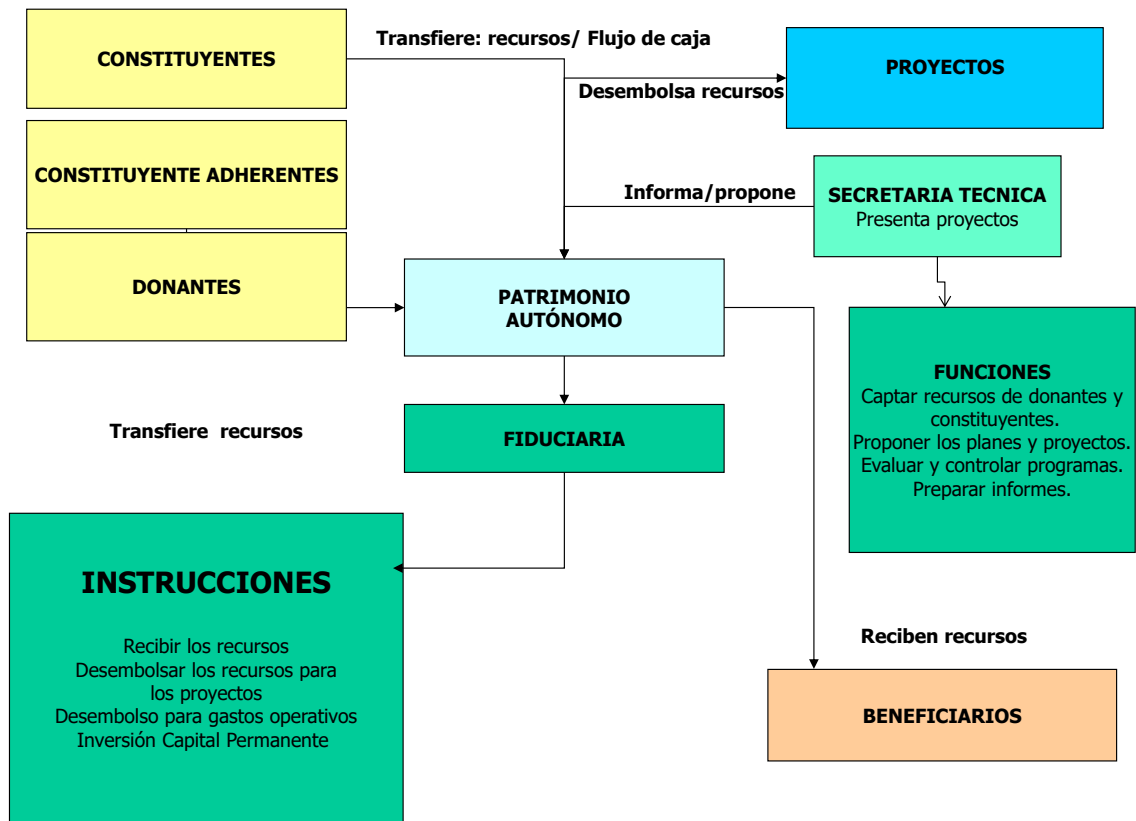 CONSTITUYENTES
Transfiere: recursos/ Flujo de caja
PROYECTOS
Desembolsa recursos
CONSTITUYENTE ADHERENTES
Informa/propone
SECRETARIA TECNICA
Presenta proyectos
DONANTES
PATRIMONIO
AUTÓNOMO
FUNCIONES
Captar recursos de donantes y
constituyentes.
Proponer los planes y proyectos.
Evaluar y controlar programas.
Preparar informes.
Transfiere recursos
FIDUCIARIA
INSTRUCCIONES
Recibir los recursos
Desembolsar los recursos para
los proyectos
Desembolso para gastos operativos
Inversión Capital Permanente
Reciben recursos
BENEFICIARIOS